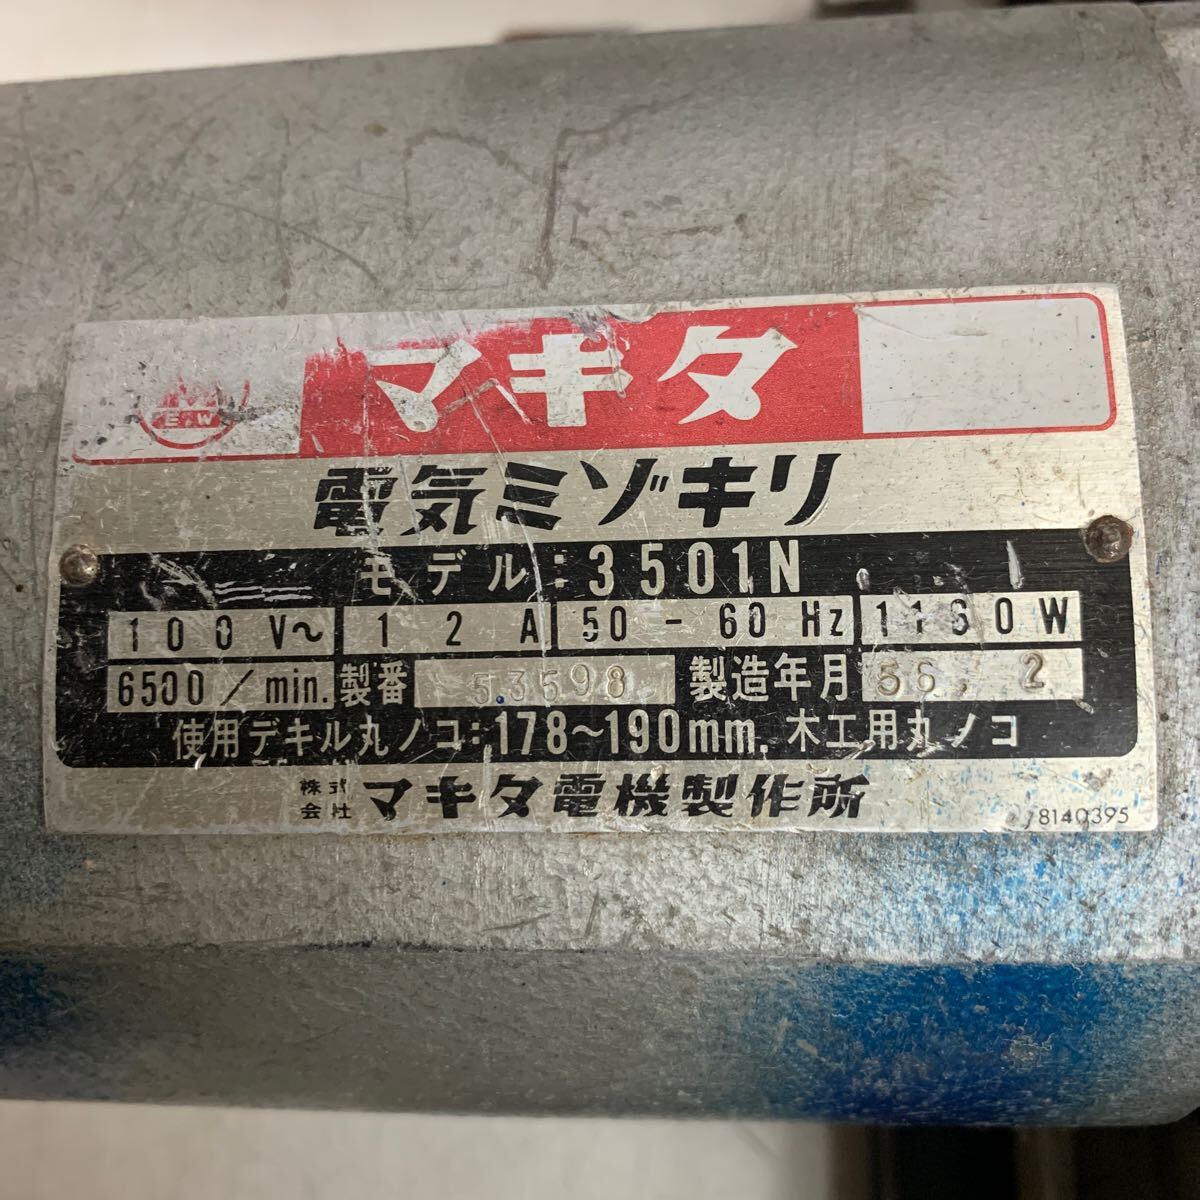 マキタ
E.W
電気ミゾキリ
モデル:3501N
100V～ 12A 50-60Hz 1160W
6500/min. 製番 53598 製造年月 56. 2
使用デキル丸ノコ:178～190mm. 木工用丸ノコ
株式会社 マキタ電機製作所
8140395